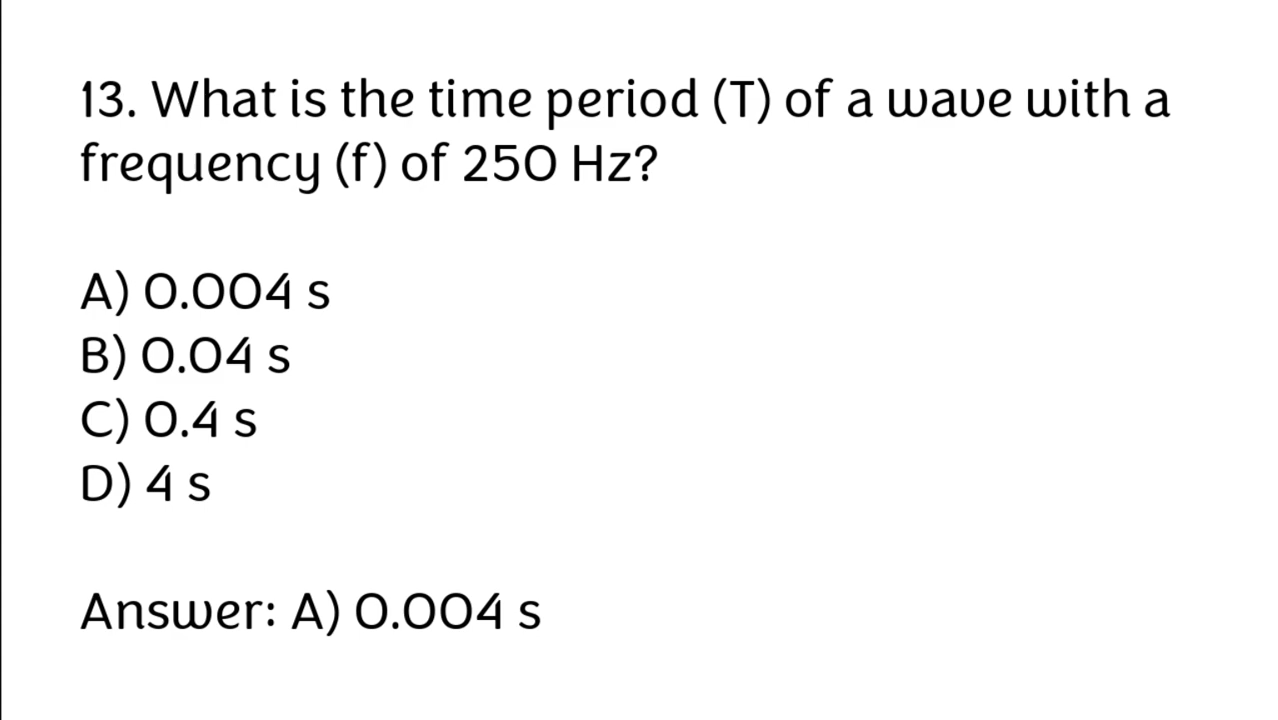 13. What is the time period (T) of a wave with a
frequency (f) of 250 Hz?
A) 0.004 s
B) 0.04 s
C) 0.4 s
D) 4 s
Answer: A) 0.004 s